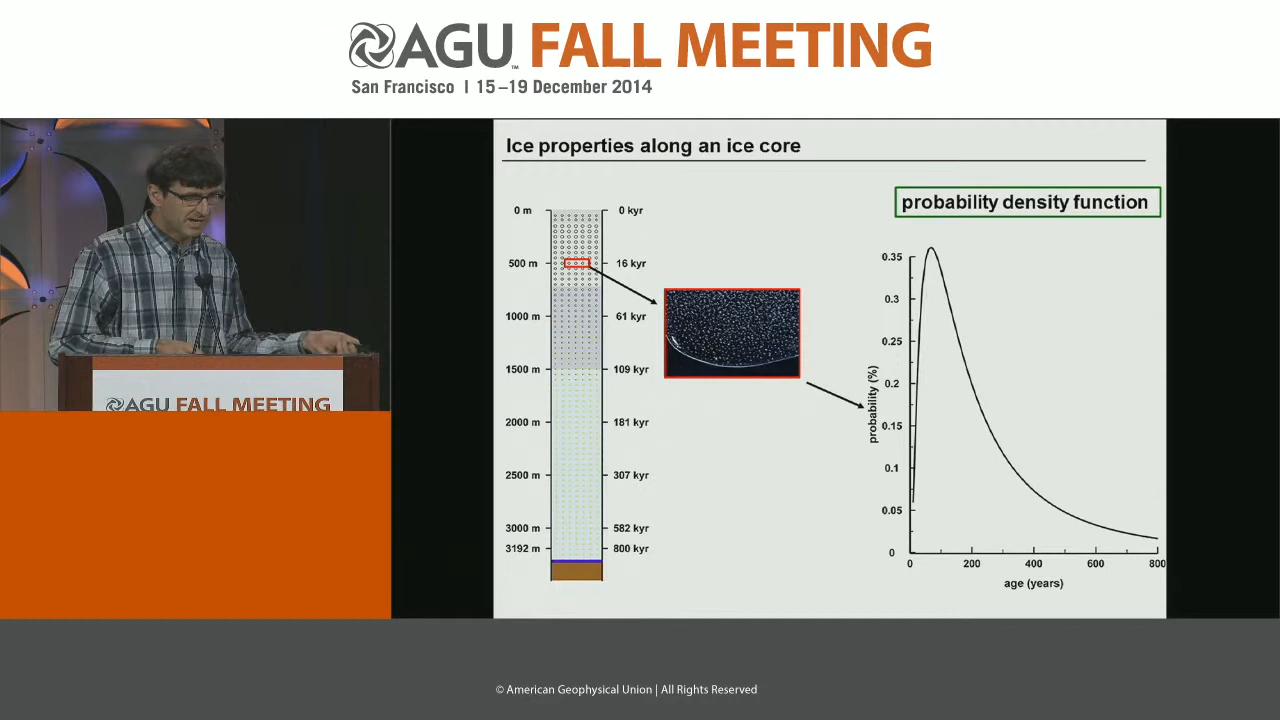 AGU™ FALL MEETING
San Francisco | 15–19 December 2014
AGU FALL MEETING
Ice properties along an ice core
probability density function
0 m 0 kyr
500 m 16 kyr
1000 m 61 kyr
1500 m 109 kyr
2000 m 181 kyr
2500 m 307 kyr
3000 m 582 kyr
3192 m 800 kyr
probability (%)
0.35
0.3
0.25
0.2
0.15
0.1
0.05
0
0 200 400 600 800
age (years)
© American Geophysical Union | All Rights Reserved